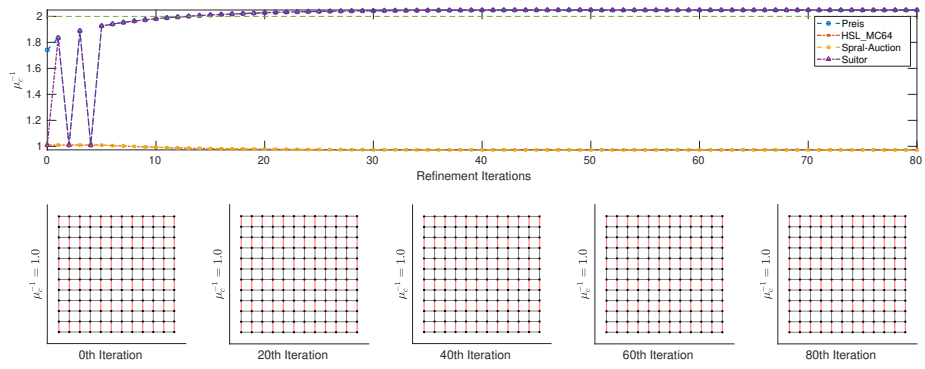 2
1.8
1.6
1.4
1.2
1
μc⁻¹
Preis
HSL_MC64
Spral-Auction
Suitor
0 10 20 30 40 50 60 70 80
Refinement Iterations
μc⁻¹ = 1.0
0th Iteration
μc⁻¹ = 1.0
20th Iteration
μc⁻¹ = 1.0
40th Iteration
μc⁻¹ = 1.0
60th Iteration
μc⁻¹ = 1.0
80th Iteration